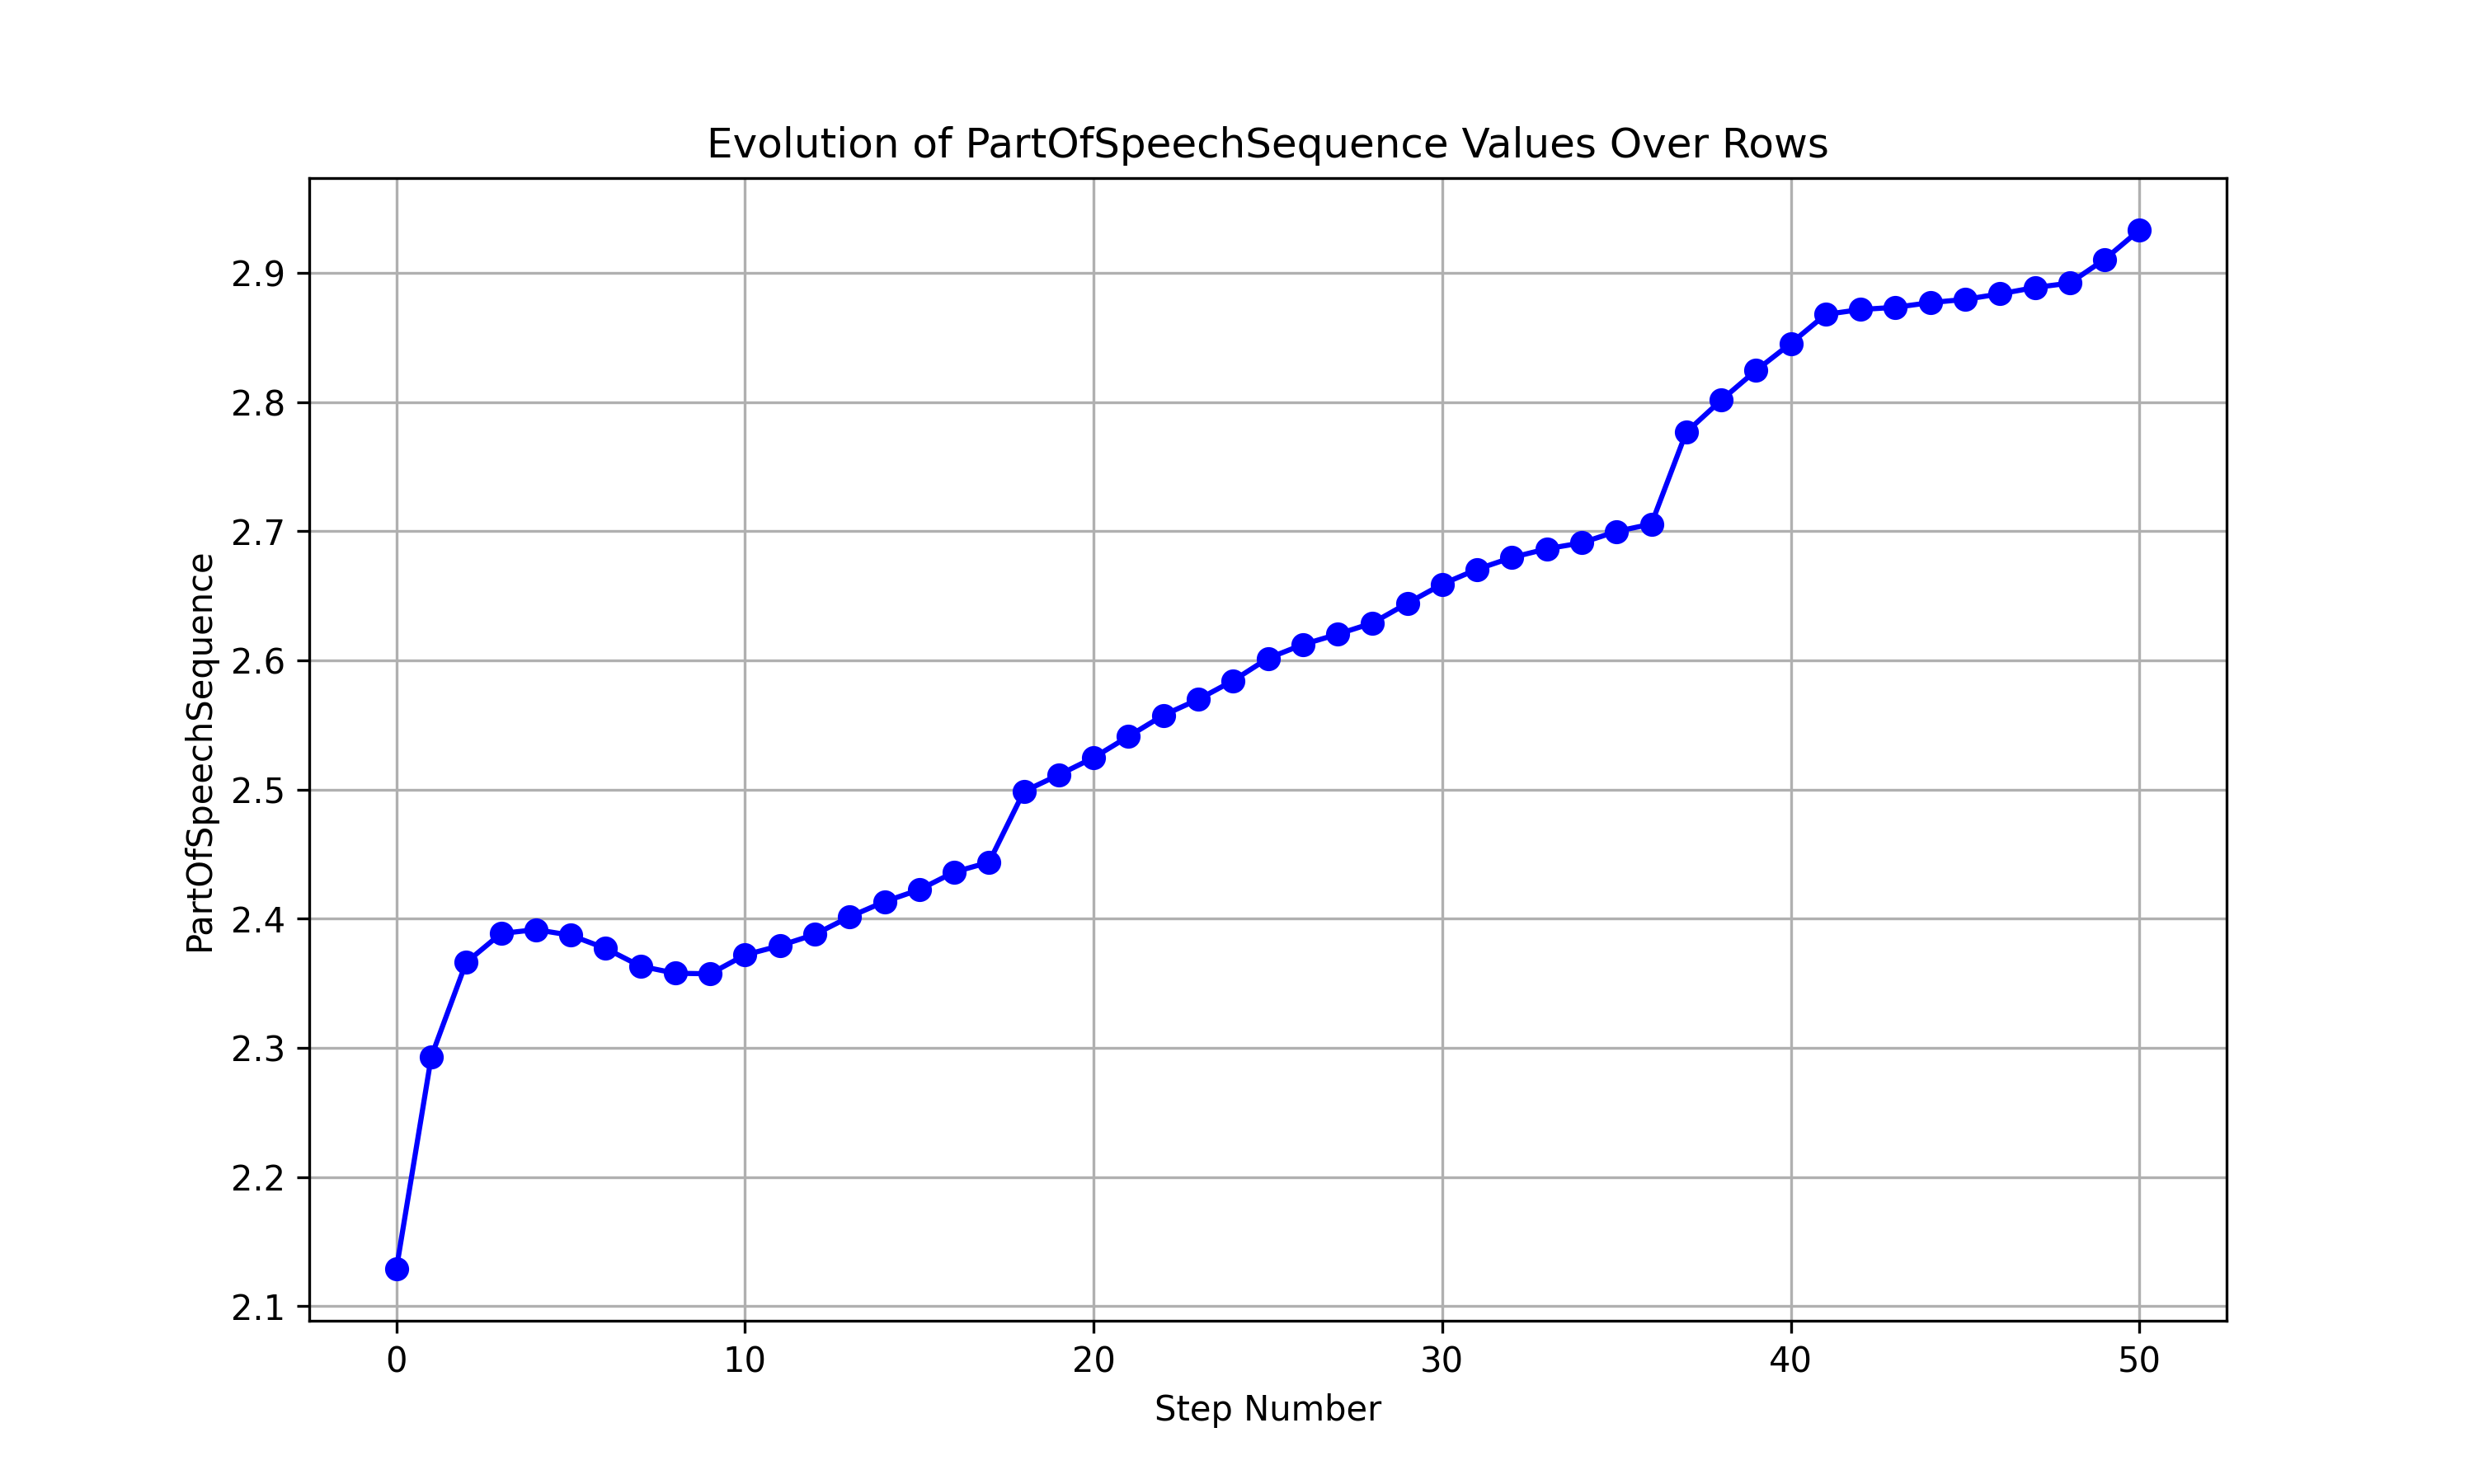 Evolution of PartOfSpeechSequence Values Over Rows
PartOfSpeechSequence
2.9
2.8
2.7
2.6
2.5
2.4
2.3
2.2
2.1
0 10 20 30 40 50
Step Number